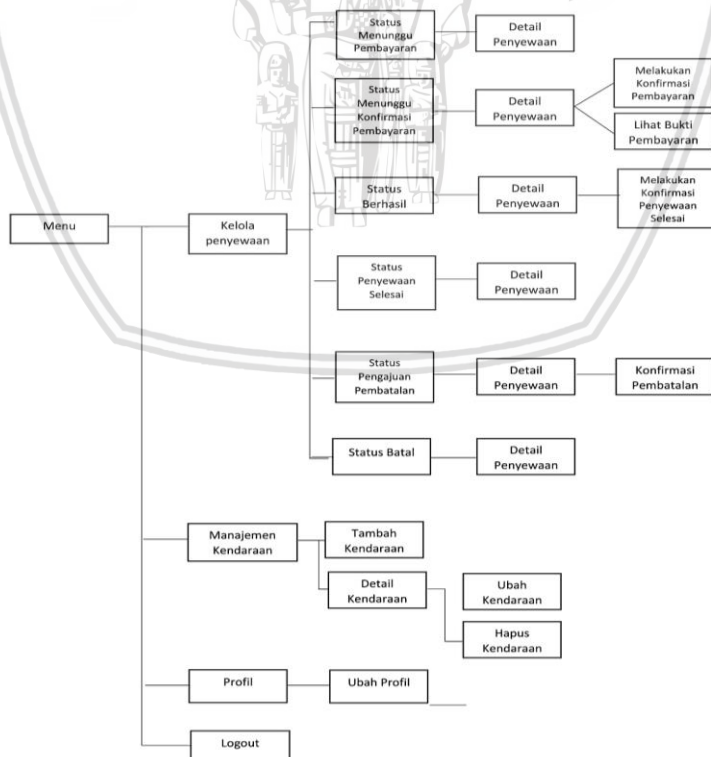 Status
Menunggu
Pembayaran
Detail
Penyewaan
Status
Menunggu
Konfirmasi
Pembayaran
Detail
Penyewaan
Melakukan
Konfirmasi
Pembayaran
Lihat Bukti
Pembayaran
Status
Berhasil
Detail
Penyewaan
Melakukan
Konfirmasi
Penyewaan
Selesai
Menu
Kelola
penyewaan
Status
Penyewaan
Selesai
Detail
Penyewaan
Status
Pengajuan
Pembatalan
Detail
Penyewaan
Konfirmasi
Pembatalan
Status Batal
Detail
Penyewaan
Manajemen
Kendaraan
Tambah
Kendaraan
Detail
Kendaraan
Ubah
Kendaraan
Hapus
Kendaraan
Profil
Ubah Profil
Logout